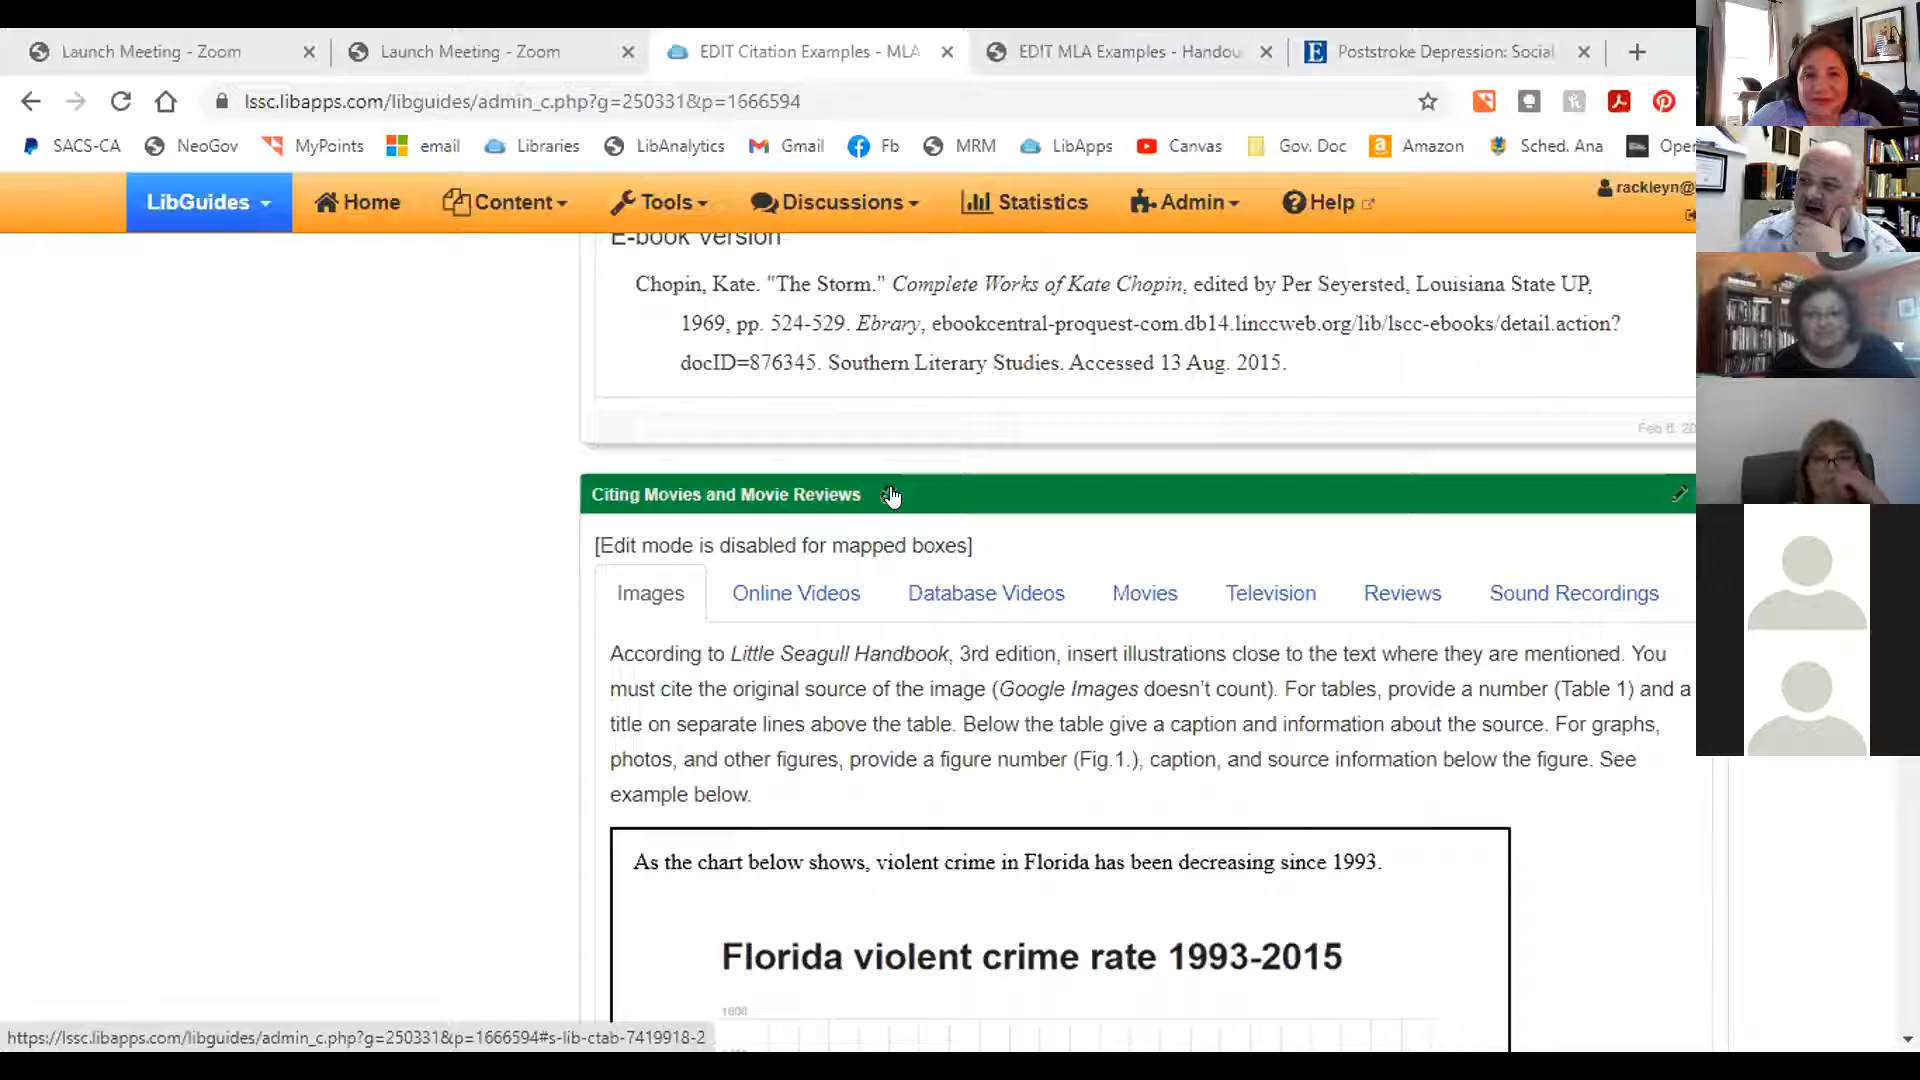 Launch Meeting - Zoom
Launch Meeting - Zoom
EDIT Citation Examples - MLA
EDIT MLA Examples - Handou
Poststroke Depression: Social
lssc.libapps.com/libguides/admin_c.php?g=250331&p=1666594
SACS-CA NeoGov MyPoints email Libraries LibAnalytics Gmail Fb MRM LibApps Canvas Gov. Doc Amazon Sched. Ana Oper
LibGuides Home Content Tools Discussions Statistics Admin Help
rackleyn@
E-book Version
Chopin, Kate. "The Storm." Complete Works of Kate Chopin, edited by Per Seyersted, Louisiana State UP,
1969, pp. 524-529. Ebrary, ebookcentral-proquest-com.db14.linccweb.org/lib/lscc-ebooks/detail.action?
docID=876345. Southern Literary Studies. Accessed 13 Aug. 2015.
Citing Movies and Movie Reviews
[Edit mode is disabled for mapped boxes]
Images Online Videos Database Videos Movies Television Reviews Sound Recordings
According to Little Seagull Handbook, 3rd edition, insert illustrations close to the text where they are mentioned. You
must cite the original source of the image (Google Images doesn’t count). For tables, provide a number (Table 1) and a
title on separate lines above the table. Below the table give a caption and information about the source. For graphs,
photos, and other figures, provide a figure number (Fig.1.), caption, and source information below the figure. See
example below.
As the chart below shows, violent crime in Florida has been decreasing since 1993.
Florida violent crime rate 1993-2015
https://lssc.libapps.com/libguides/admin_c.php?g=250331&p=1666594#s-lib-ctab-7419918-2